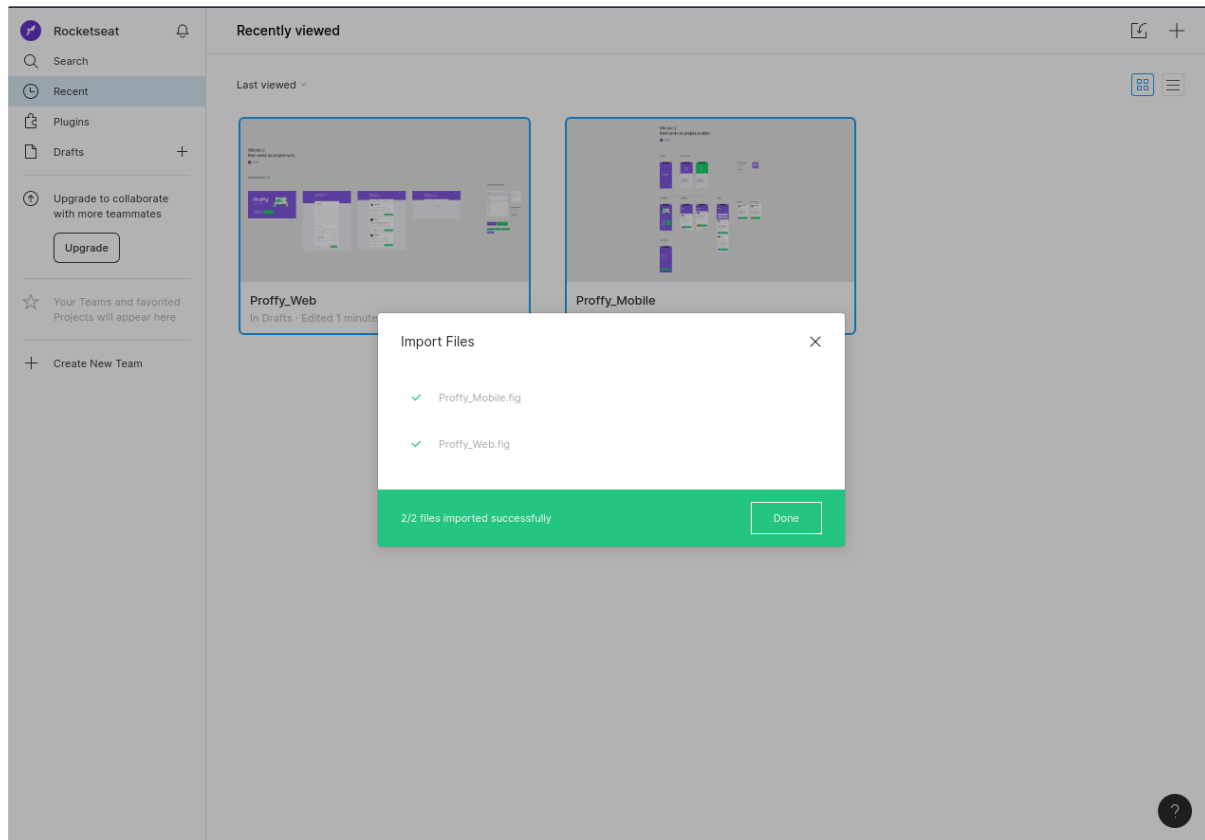 Rocketseat
Search
Recent
Plugins
Drafts
Upgrade to collaborate
with more teammates
Upgrade
Your Teams and favorited
Projects will appear here
Create New Team
Recently viewed
Last viewed
Proffy_Web
In Drafts · Edited 1 minute
Proffy_Mobile
Import Files
Proffy_Mobile.fig
Proffy_Web.fig
2/2 files imported successfully
Done
?